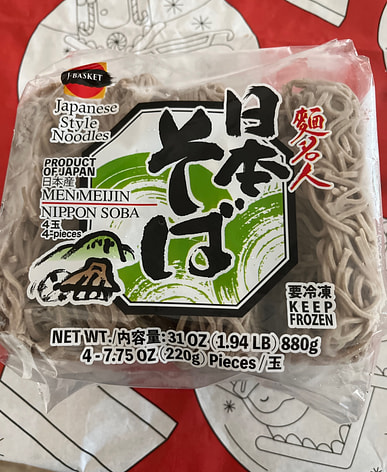 J-BASKET
Japanese
Style
Noodles
日本そば
麵名人
PRODUCT
OF JAPAN
日本産
MEN MEIJIN
NIPPON SOBA
4玉
4-pieces
要冷凍
KEEP
FROZEN
NET WT./内容量:31 OZ (1.94 LB) 880g
4 - 7.75 OZ (220g) Pieces/玉